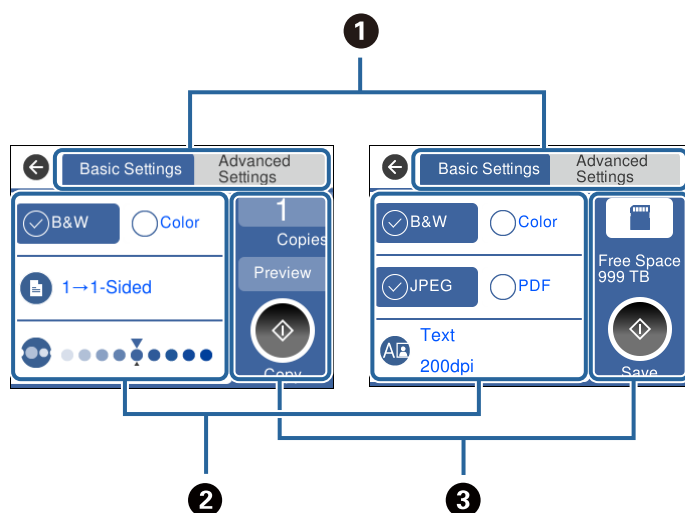 1
Basic Settings
Advanced
Settings
B&W
Color
1→1-Sided
1
Copies
Preview
Copy
Basic Settings
Advanced
Settings
B&W
Color
JPEG
PDF
A
Text
200dpi
Free Space
999 TB
Save
2
3